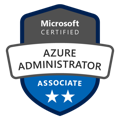 Microsoft
CERTIFIED
AZURE
ADMINISTRATOR
ASSOCIATE